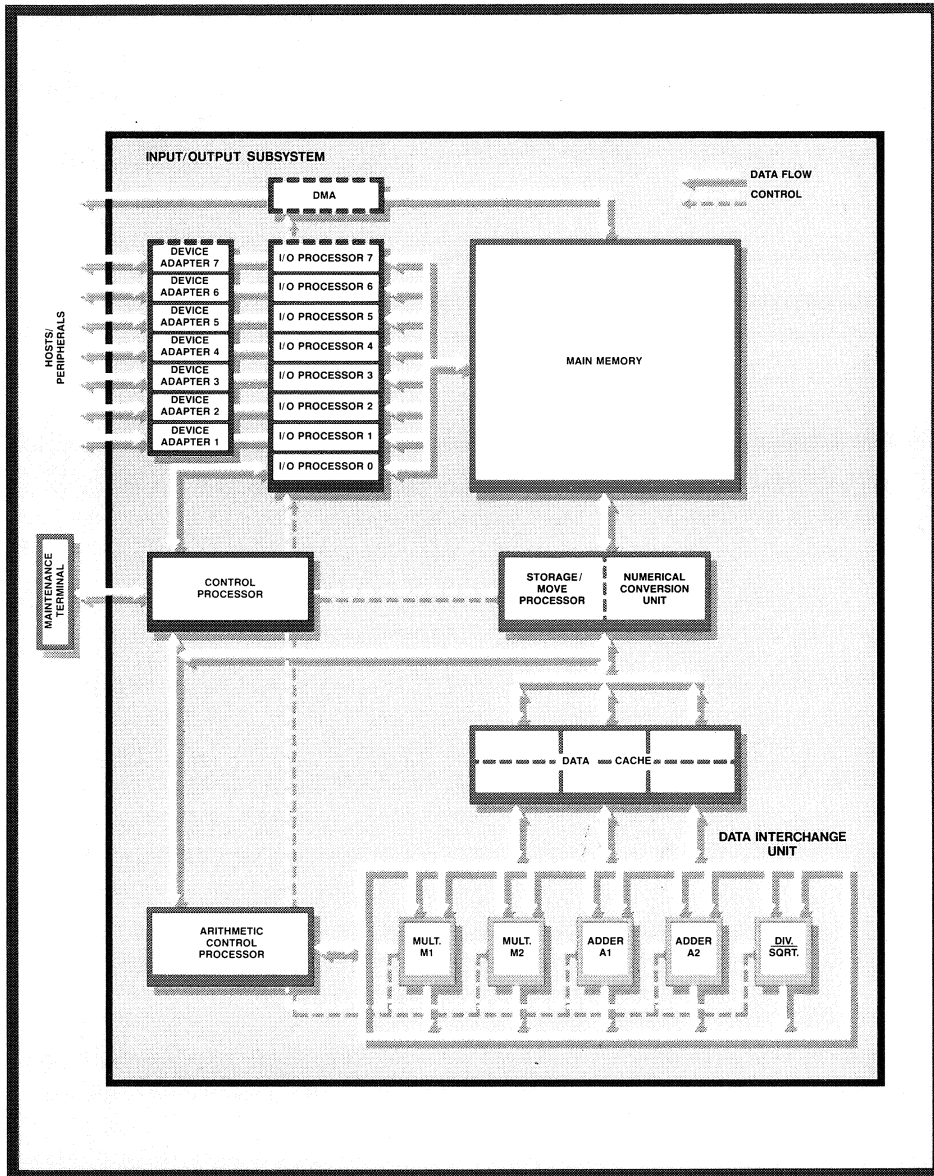 INPUT/OUTPUT SUBSYSTEM
DMA
DATA FLOW
CONTROL
DEVICE
ADAPTER 7
DEVICE
ADAPTER 6
DEVICE
ADAPTER 5
DEVICE
ADAPTER 4
DEVICE
ADAPTER 3
DEVICE
ADAPTER 2
DEVICE
ADAPTER 1
I/O PROCESSOR 7
I/O PROCESSOR 6
I/O PROCESSOR 5
I/O PROCESSOR 4
I/O PROCESSOR 3
I/O PROCESSOR 2
I/O PROCESSOR 1
I/O PROCESSOR 0
HOSTS/
PERIPHERALS
MAIN MEMORY
MAINTENANCE
TERMINAL
CONTROL
PROCESSOR
STORAGE/
MOVE
PROCESSOR
NUMERICAL
CONVERSION
UNIT
DATA CACHE
DATA INTERCHANGE
UNIT
ARITHMETIC
CONTROL
PROCESSOR
MULT.
M1
MULT.
M2
ADDER
A1
ADDER
A2
DIV.
SQRT.